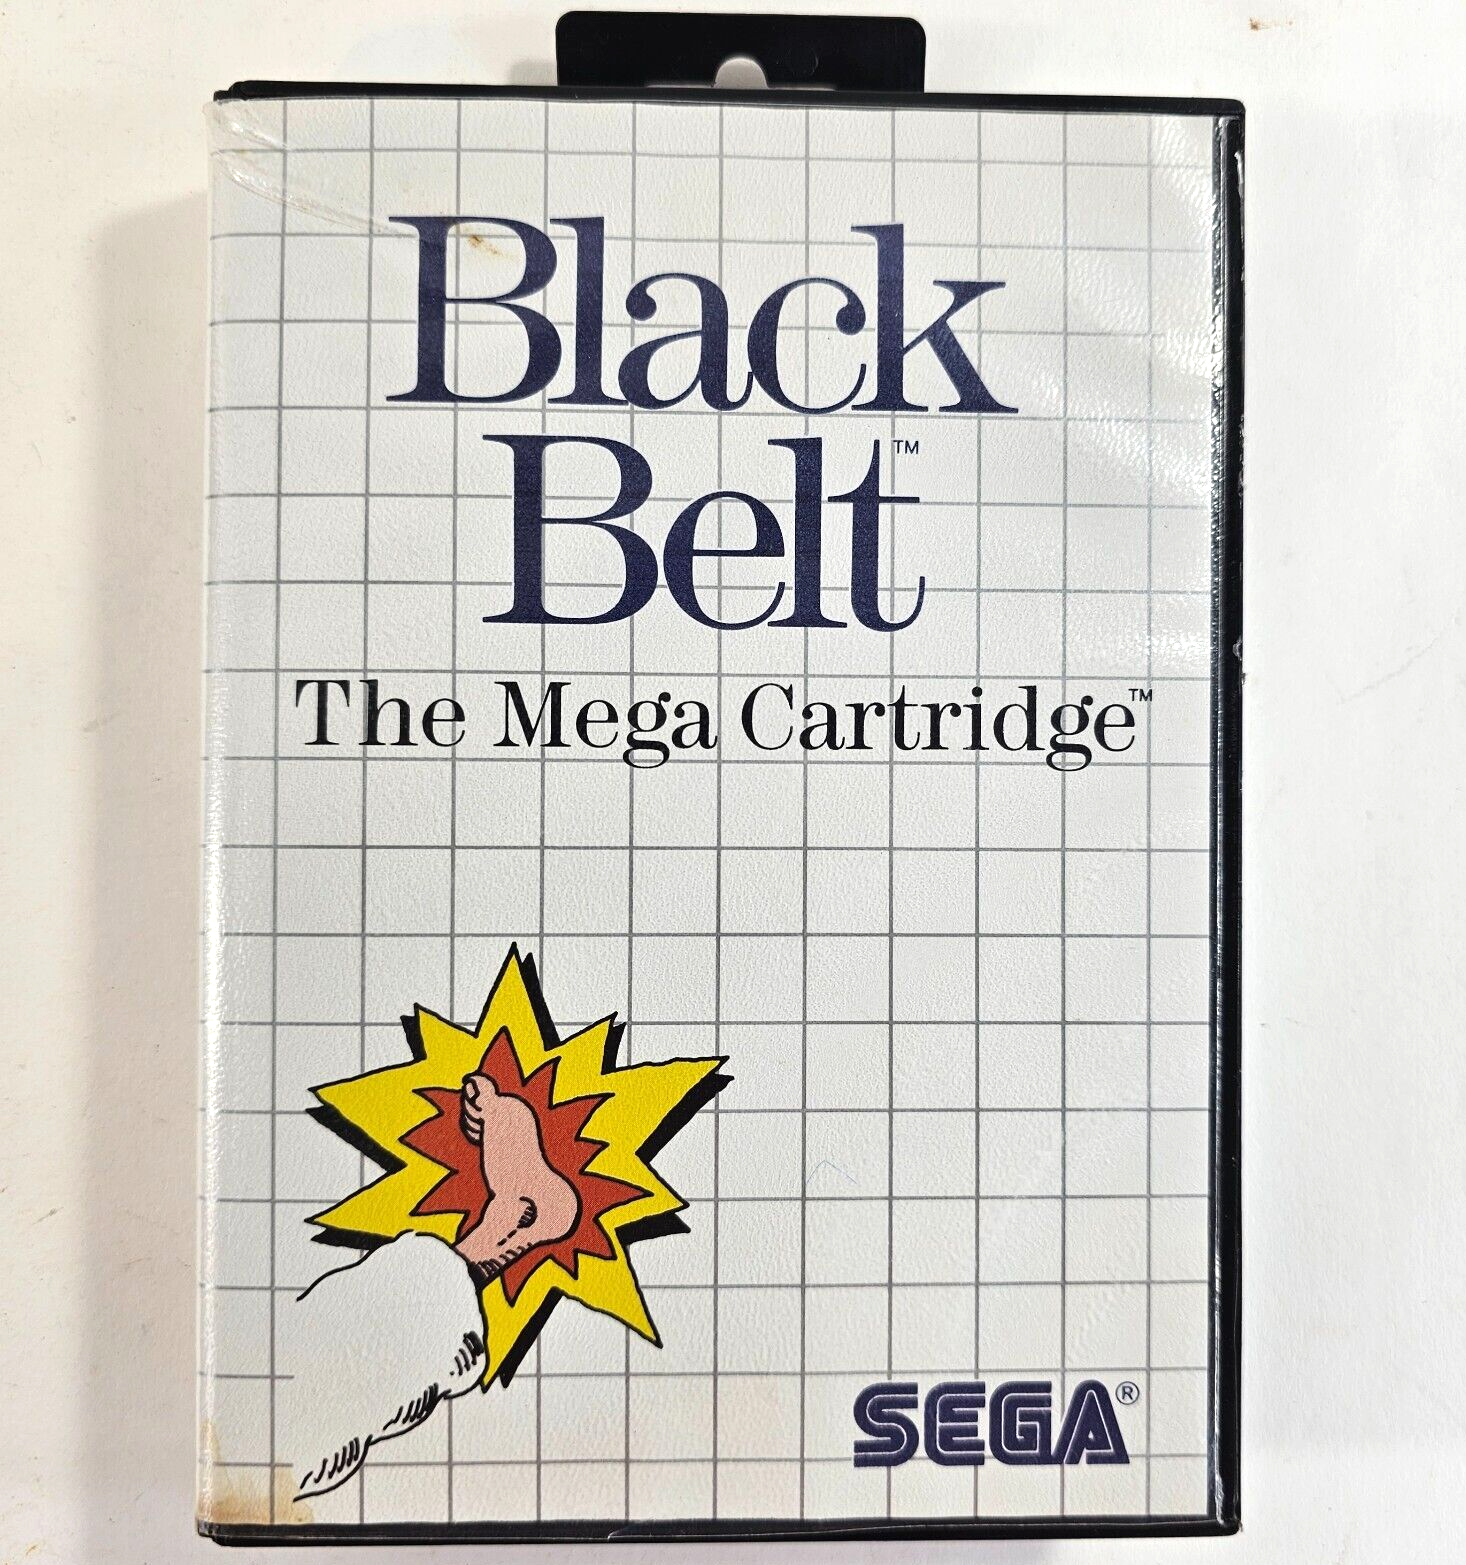 Black
Belt™
The Mega Cartridge™
SEGA®